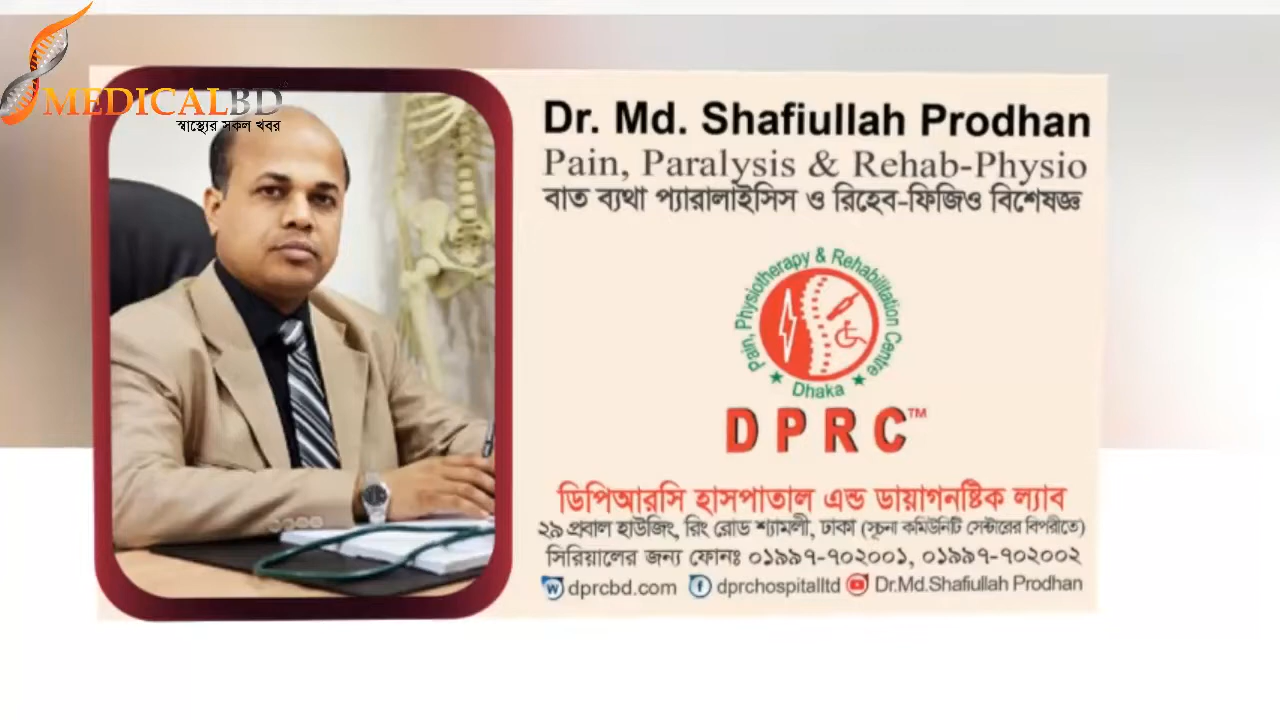 MEDICALBD
স্বাস্থ্যের সকল খবর
Dr. Md. Shafiullah Prodhan
Pain, Paralysis & Rehab-Physio
বাত ব্যথা প্যারালাইসিস ও রিহেব-ফিজিও বিশেষজ্ঞ
Pain, Physiotherapy & Rehabilitation Centre
Dhaka
DPRC™
ডিপিআরসি হাসপাতাল এন্ড ডায়াগনষ্টিক ল্যাব
২৯ প্রবাল হাউজিং, রিং রোড শ্যামলী, ঢাকা (সূচনা কমিউনিটি সেন্টারের বিপরীতে)
সিরিয়ালের জন্য ফোনঃ ০১৯৯৭-৭০২০০১, ০১৯৯৭-৭০২০০২
dprcbd.com dprchospitalltd Dr.Md.Shafiullah Prodhan